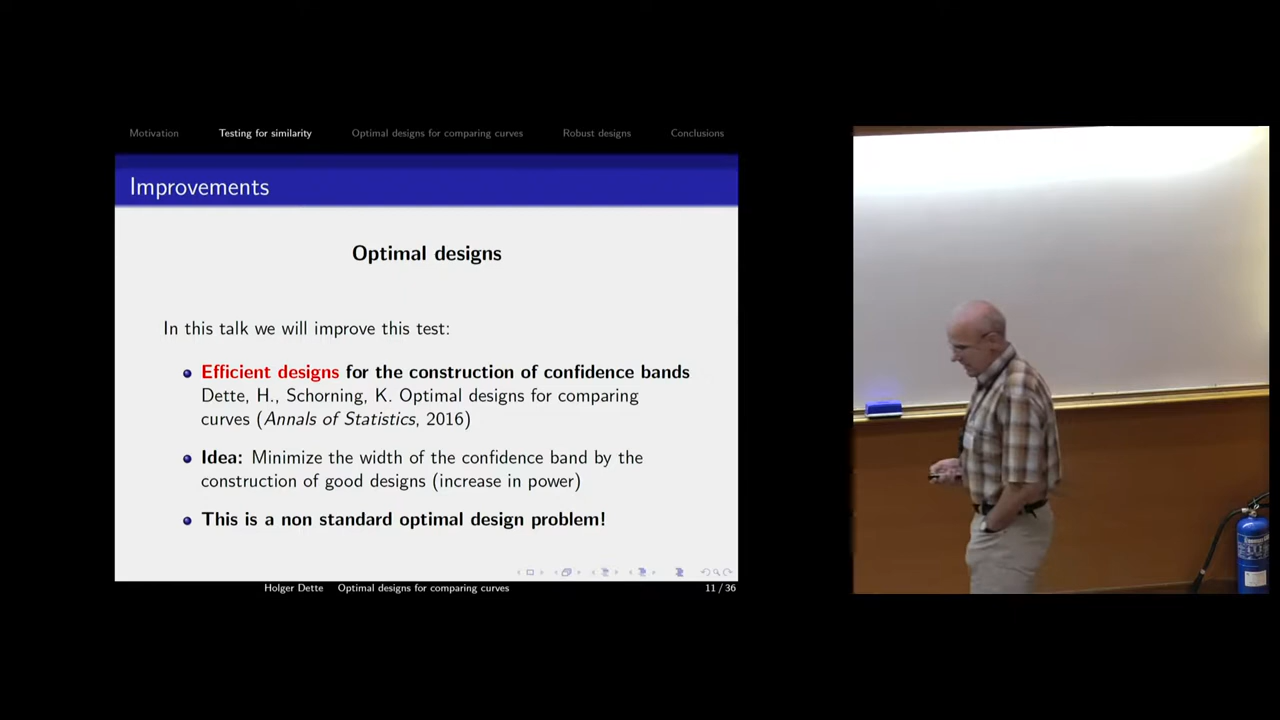 Motivation Testing for similarity Optimal designs for comparing curves Robust designs Conclusions
Improvements
Optimal designs
In this talk we will improve this test:
Efficient designs for the construction of confidence bands
Dette, H., Schorning, K. Optimal designs for comparing
curves (Annals of Statistics, 2016)
Idea: Minimize the width of the confidence band by the
construction of good designs (increase in power)
This is a non standard optimal design problem!
Holger Dette Optimal designs for comparing curves 11 / 36